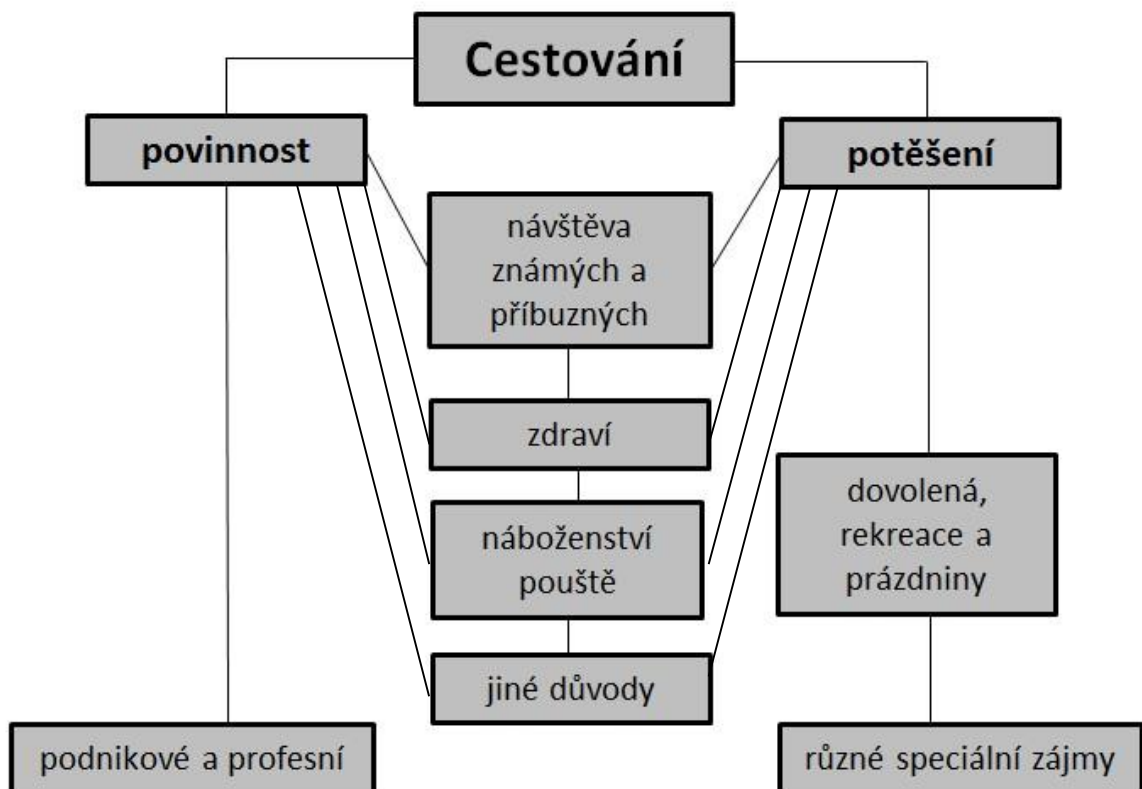 Cestování
povinnost
potěšení
návštěva
známých a
příbuzných
zdraví
náboženství
pouště
jiné důvody
dovolená,
rekreace a
prázdniny
podnikové a profesní
různé speciální zájmy